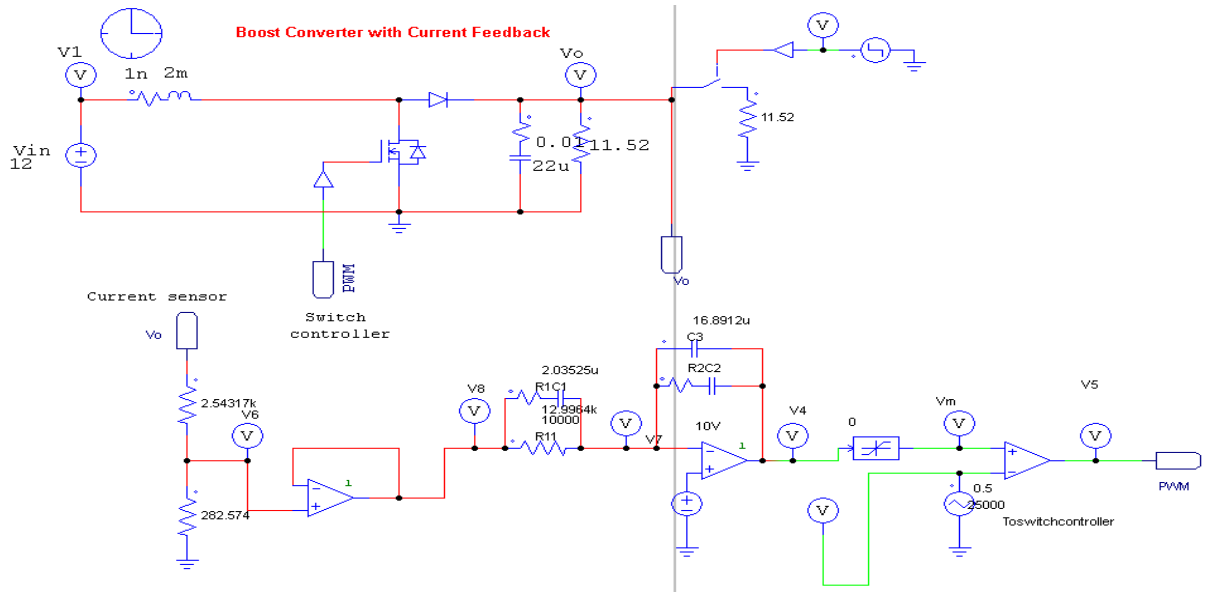 Boost Converter with Current Feedback
V
V1
Vo
V
V
1n 2m
11.52
Vin
12
0.01
11.52
22u
PWM
Vo
Current sensor
Switch
controller
Vo
16.8912u
C3
2.03525u
R2C2
V8
R1C1
V5
2.54317k
V
12.9964k
10000
V6
V
V
10V
V4
0
Vm
V
R11
V7
V
V
V
1
1
PWM
282.574
V
0.5
25000
Toswitchcontroller